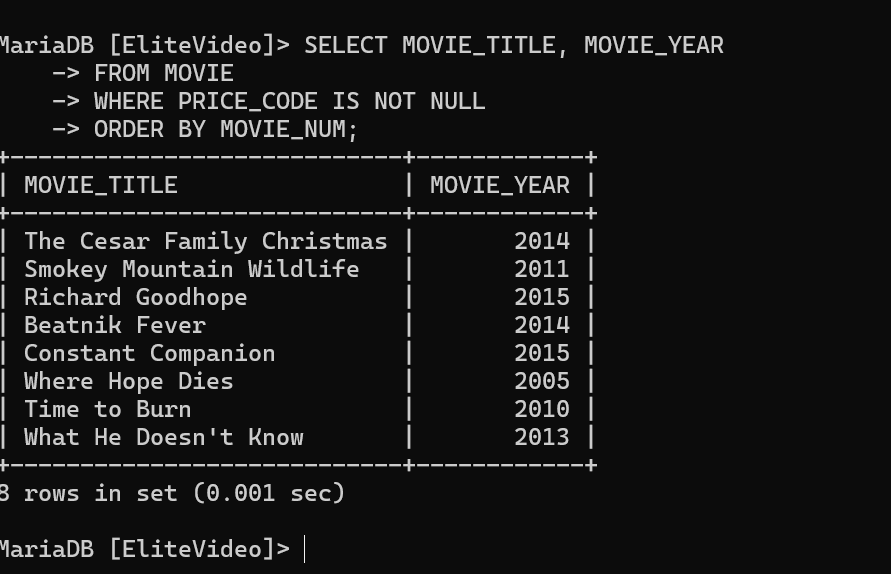 MariaDB [EliteVideo]> SELECT MOVIE_TITLE, MOVIE_YEAR
    -> FROM MOVIE
    -> WHERE PRICE_CODE IS NOT NULL
    -> ORDER BY MOVIE_NUM;
+----------------------------+------------+
| MOVIE_TITLE                | MOVIE_YEAR |
+----------------------------+------------+
| The Cesar Family Christmas |       2014 |
| Smokey Mountain Wildlife   |       2011 |
| Richard Goodhope           |       2015 |
| Beatnik Fever              |       2014 |
| Constant Companion         |       2015 |
| Where Hope Dies            |       2005 |
| Time to Burn               |       2010 |
| What He Doesn't Know       |       2013 |
+----------------------------+------------+
8 rows in set (0.001 sec)
MariaDB [EliteVideo]>